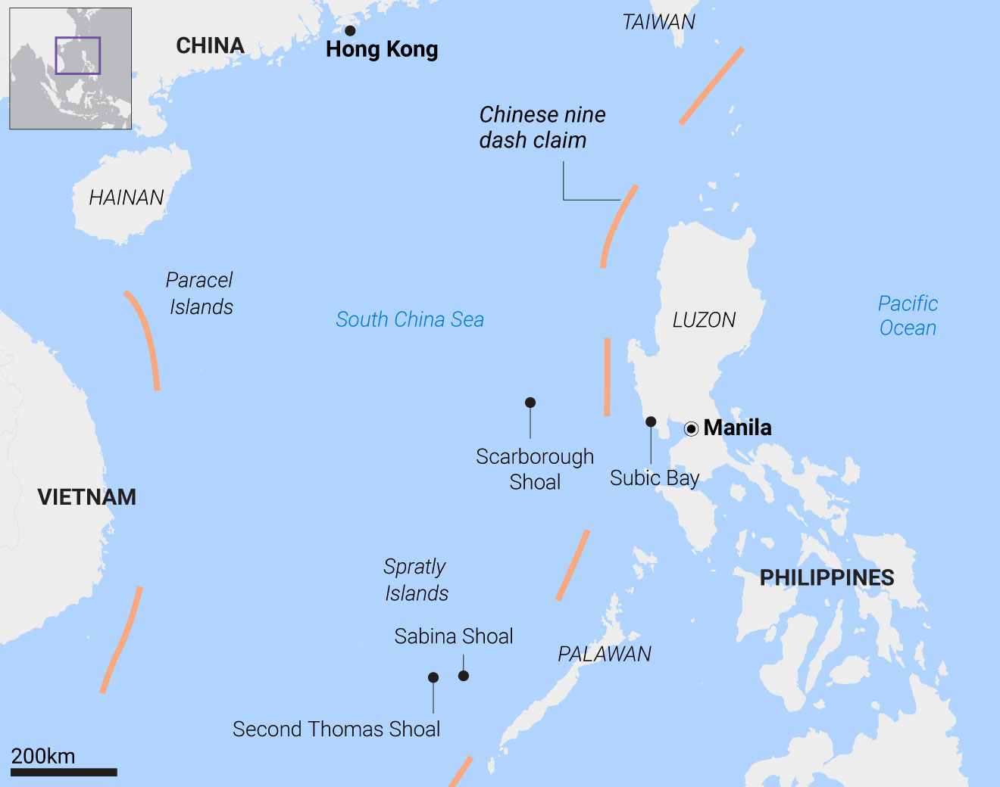 TAIWAN
CHINA
Hong Kong
Chinese nine
dash claim
HAINAN
Paracel
Islands
South China Sea
LUZON
Pacific
Ocean
Manila
Scarborough
Shoal
Subic Bay
VIETNAM
Spratly
Islands
PHILIPPINES
Sabina Shoal
PALAWAN
Second Thomas Shoal
200km